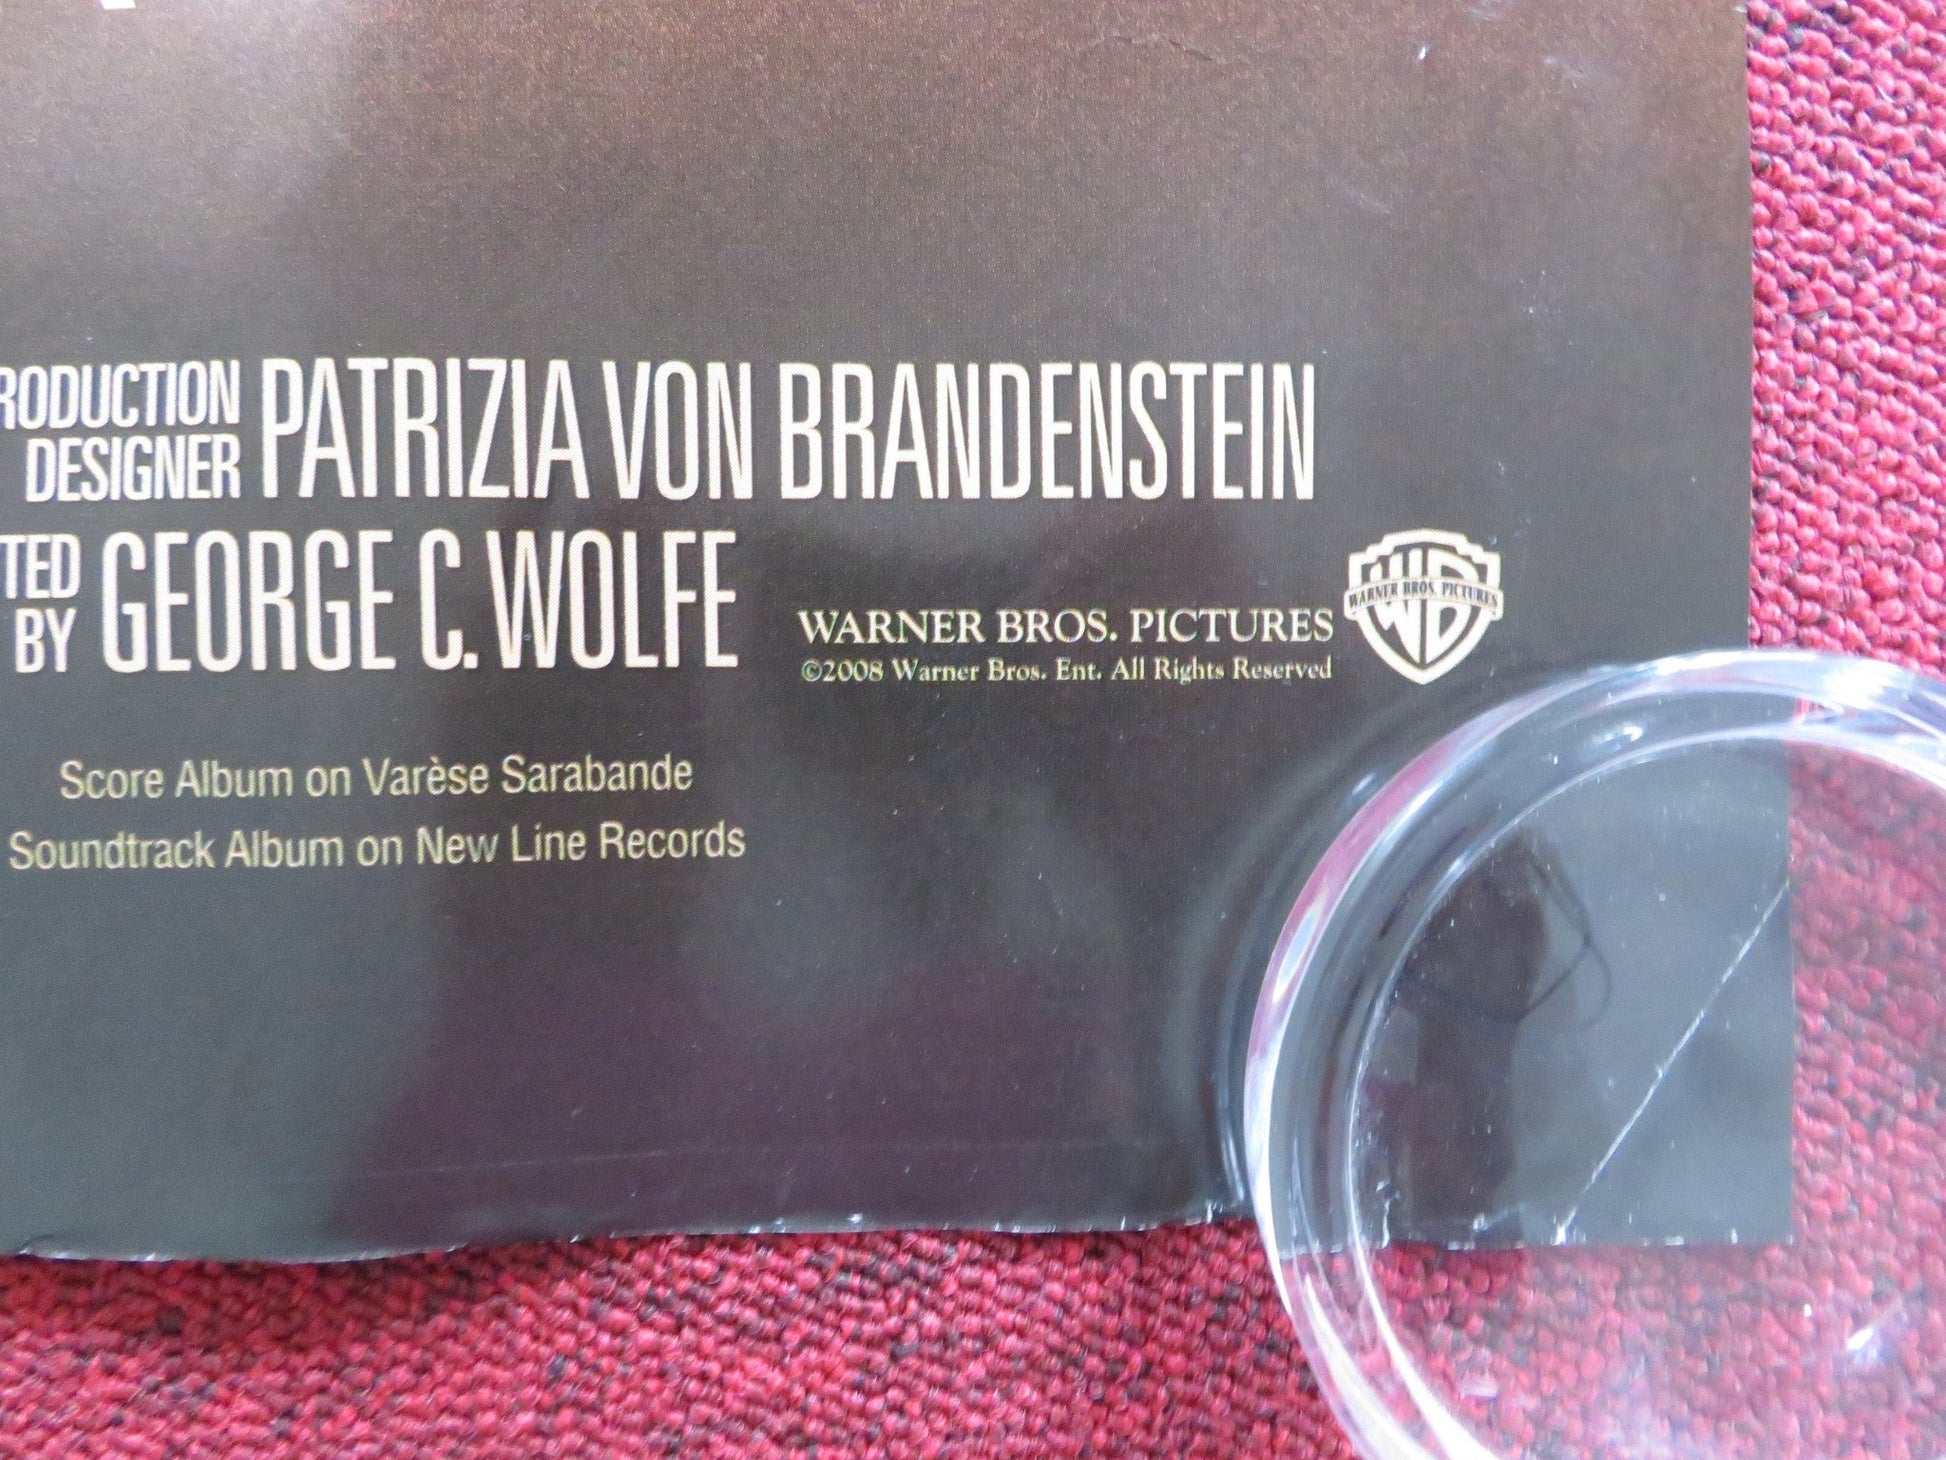 RODUCTION
DESIGNER PATRIZIA VON BRANDENSTEIN
TED
BY GEORGE C. WOLFE
WARNER BROS. PICTURES
WARNER BROS. PICTURES
©2008 Warner Bros. Ent. All Rights Reserved
Score Album on Varèse Sarabande
Soundtrack Album on New Line Records